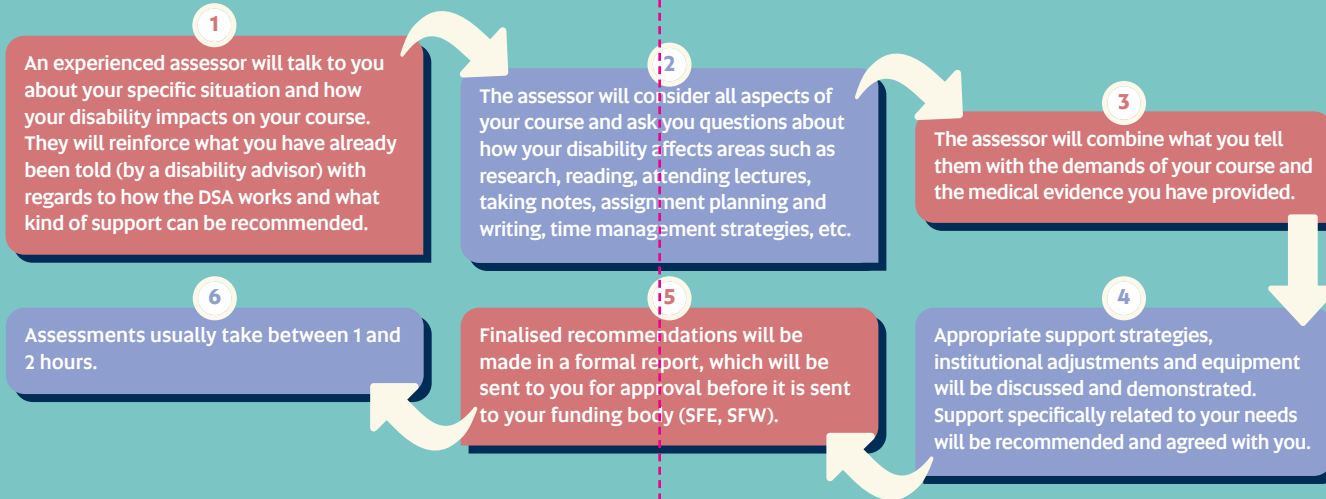 1
An experienced assessor will talk to you
about your specific situation and how
your disability impacts on your course.
They will reinforce what you have already
been told (by a disability advisor) with
regards to how the DSA works and what
kind of support can be recommended.
2
The assessor will consider all aspects of
your course and ask you questions about
how your disability affects areas such as
research, reading, attending lectures,
taking notes, assignment planning and
writing, time management strategies, etc.
3
The assessor will combine what you tell
them with the demands of your course and
the medical evidence you have provided.
4
Appropriate support strategies,
institutional adjustments and equipment
will be discussed and demonstrated.
Support specifically related to your needs
will be recommended and agreed with you.
5
Finalised recommendations will be
made in a formal report, which will be
sent to you for approval before it is sent
to your funding body (SFE, SFW).
6
Assessments usually take between 1 and
2 hours.